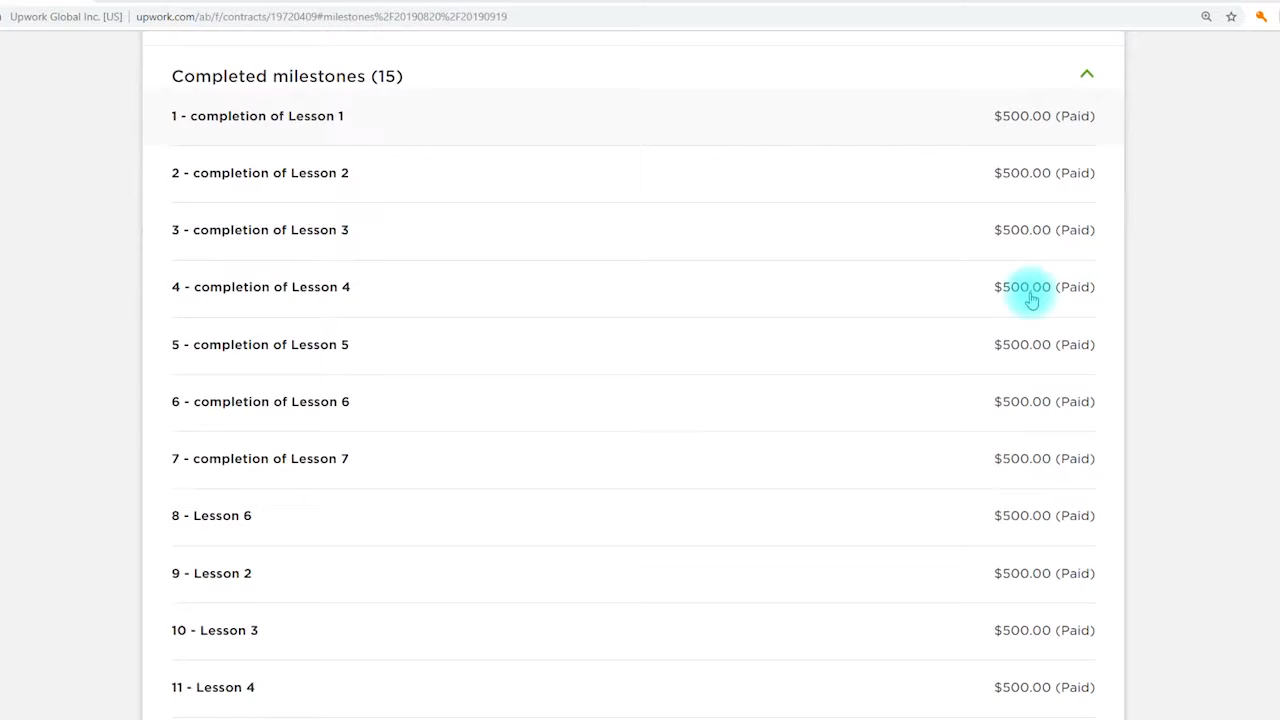 Upwork Global Inc. [US] upwork.com/ab/f/contracts/19720409#milestones%2F20190820%2F20190919
Completed milestones (15)
1 - completion of Lesson 1 $500.00 (Paid)
2 - completion of Lesson 2 $500.00 (Paid)
3 - completion of Lesson 3 $500.00 (Paid)
4 - completion of Lesson 4 $500.00 (Paid)
5 - completion of Lesson 5 $500.00 (Paid)
6 - completion of Lesson 6 $500.00 (Paid)
7 - completion of Lesson 7 $500.00 (Paid)
8 - Lesson 6 $500.00 (Paid)
9 - Lesson 2 $500.00 (Paid)
10 - Lesson 3 $500.00 (Paid)
11 - Lesson 4 $500.00 (Paid)